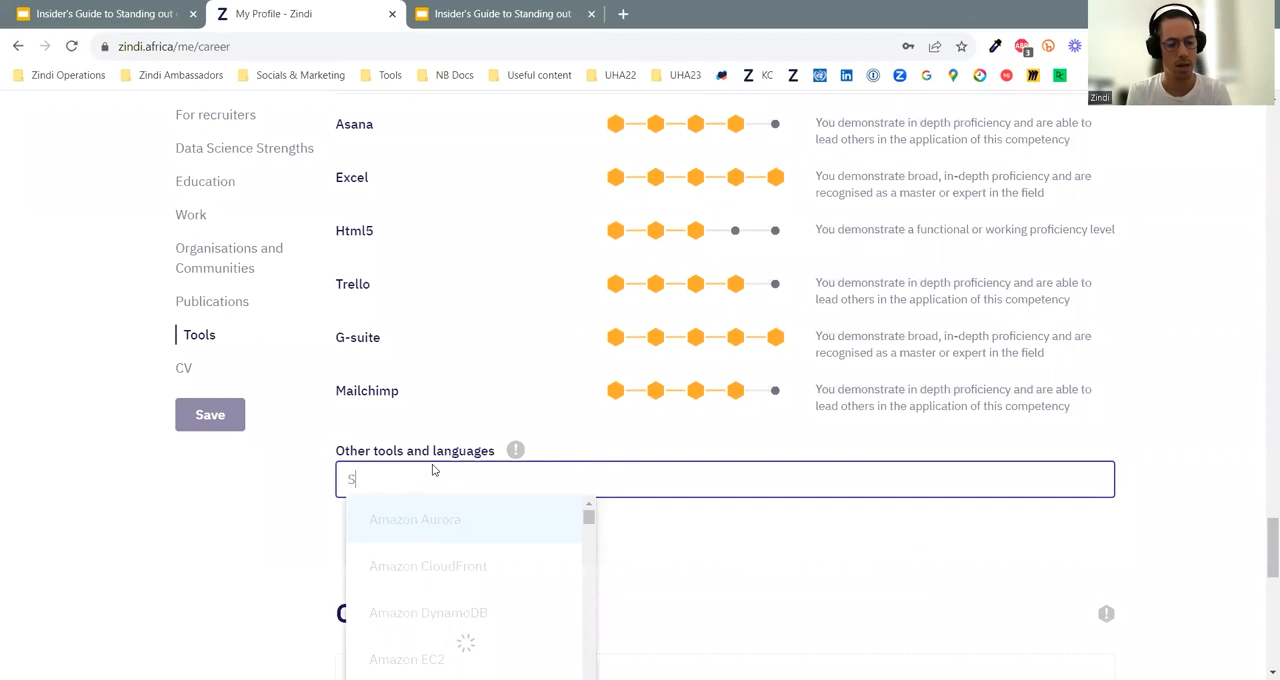 Insider's Guide to Standing out
My Profile - Zindi
Insider's Guide to Standing out
zindi.africa/me/career
3
Zindi Operations
Zindi Ambassadors
Socials & Marketing
Tools
NB Docs
Useful content
UHA22
UHA23
KC
Zindi
For recruiters
Data Science Strengths
Education
Work
Organisations and
Communities
Publications
Tools
CV
Save
Asana
You demonstrate in depth proficiency and are able to
lead others in the application of this competency
Excel
You demonstrate broad, in-depth proficiency and are
recognised as a master or expert in the field
Html5
You demonstrate a functional or working proficiency level
Trello
You demonstrate in depth proficiency and are able to
lead others in the application of this competency
G-suite
You demonstrate broad, in-depth proficiency and are
recognised as a master or expert in the field
Mailchimp
You demonstrate in depth proficiency and are able to
lead others in the application of this competency
Other tools and languages
S
Amazon Aurora
Amazon CloudFront
Amazon DynamoDB
Amazon EC2